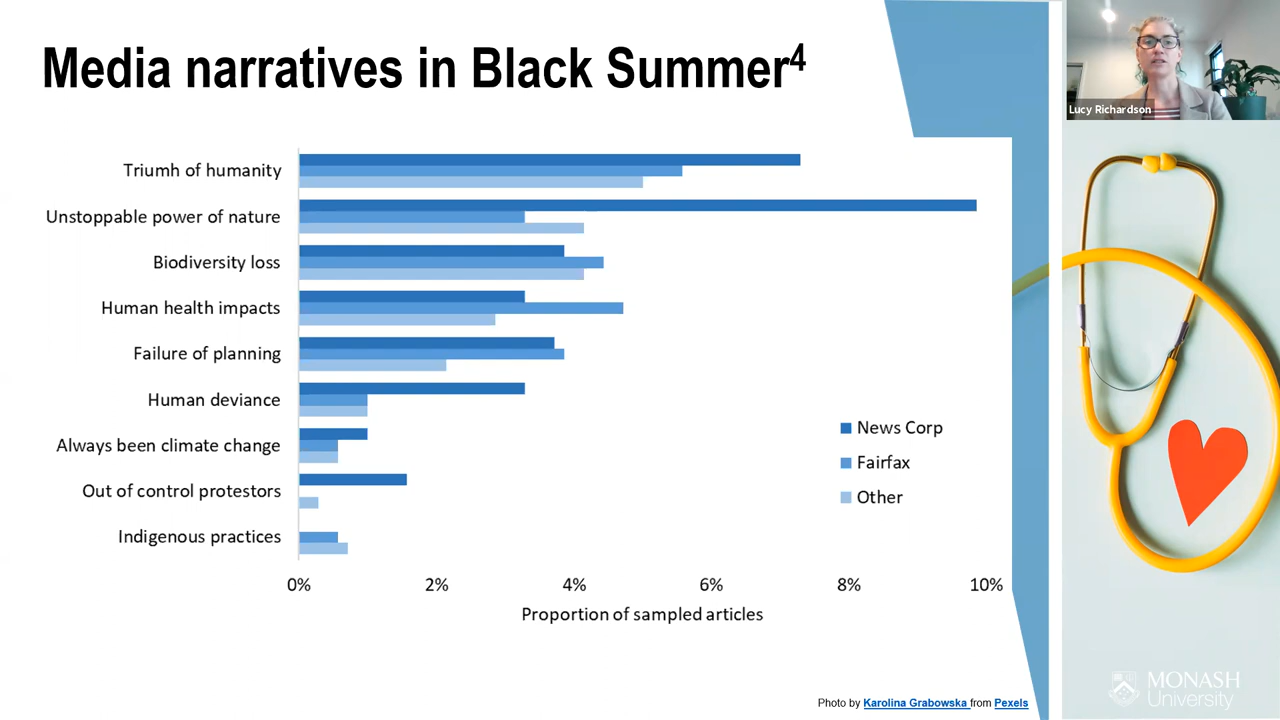 Media narratives in Black Summer4
Lucy Richardson
Triumh of humanity
Unstoppable power of nature
Biodiversity loss
Human health impacts
Failure of planning
Human deviance
Always been climate change
Out of control protestors
Indigenous practices
News Corp
Fairfax
Other
0% 2% 4% 6% 8% 10%
Proportion of sampled articles
Photo by Karolina Grabowska from Pexels
MONASH
University